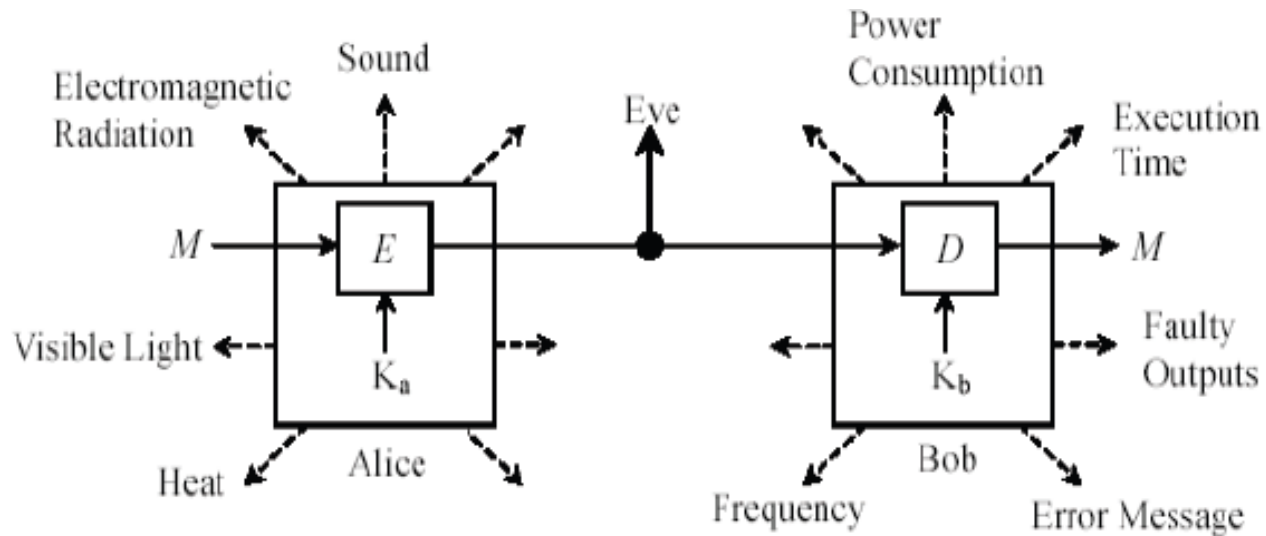 Sound
Electromagnetic
Radiation
Eve
Power
Consumption
Execution
Time
M
E
D
M
Visible Light
Ka
Kb
Faulty
Outputs
Heat
Alice
Bob
Frequency
Error Message